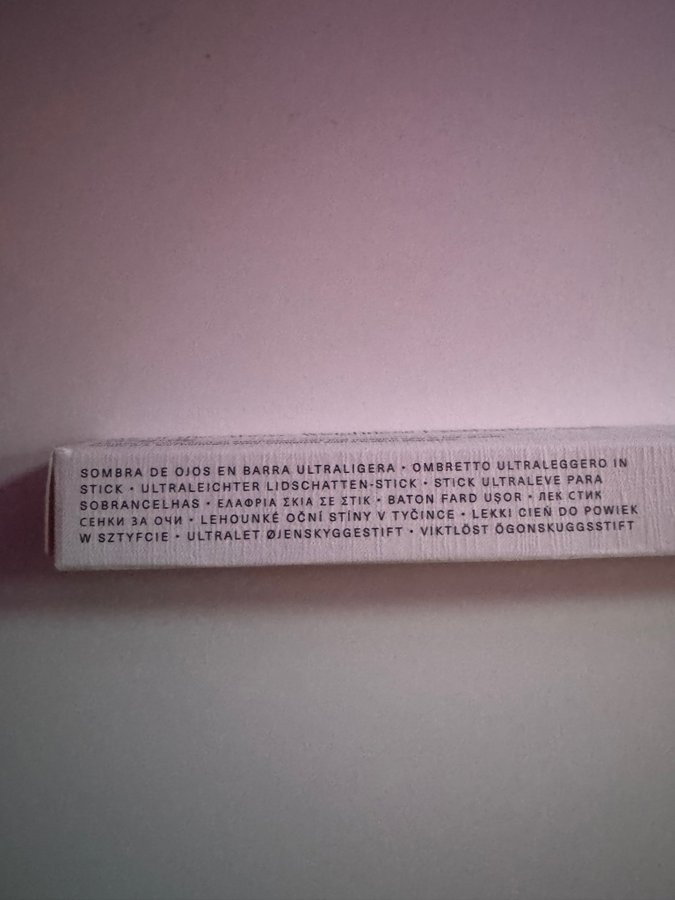 SOMBRA DE OJOS EN BARRA ULTRALIGERA • OMBRETTO ULTRALEGGERO IN
STICK • ULTRALEICHTER LIDSCHATTEN-STICK • STICK ULTRALEVE PARA
SOBRANCELHAS • ΕΛΑΦΡΙΑ ΣΚΙΑ ΣΕ ΣΤΙΚ • BATON FARD UȘOR • ЛЕК СТИК
СЕНКИ ЗА ОЧИ • LEHOUNKÉ OČNÍ STÍNY V TYČINCE • LEKKI CIEŃ DO POWIEK
W SZTYFCIE • ULTRALET ØJENSKYGGESTIFT • VIKTLÖST ÖGONSKUGGSSTIFT